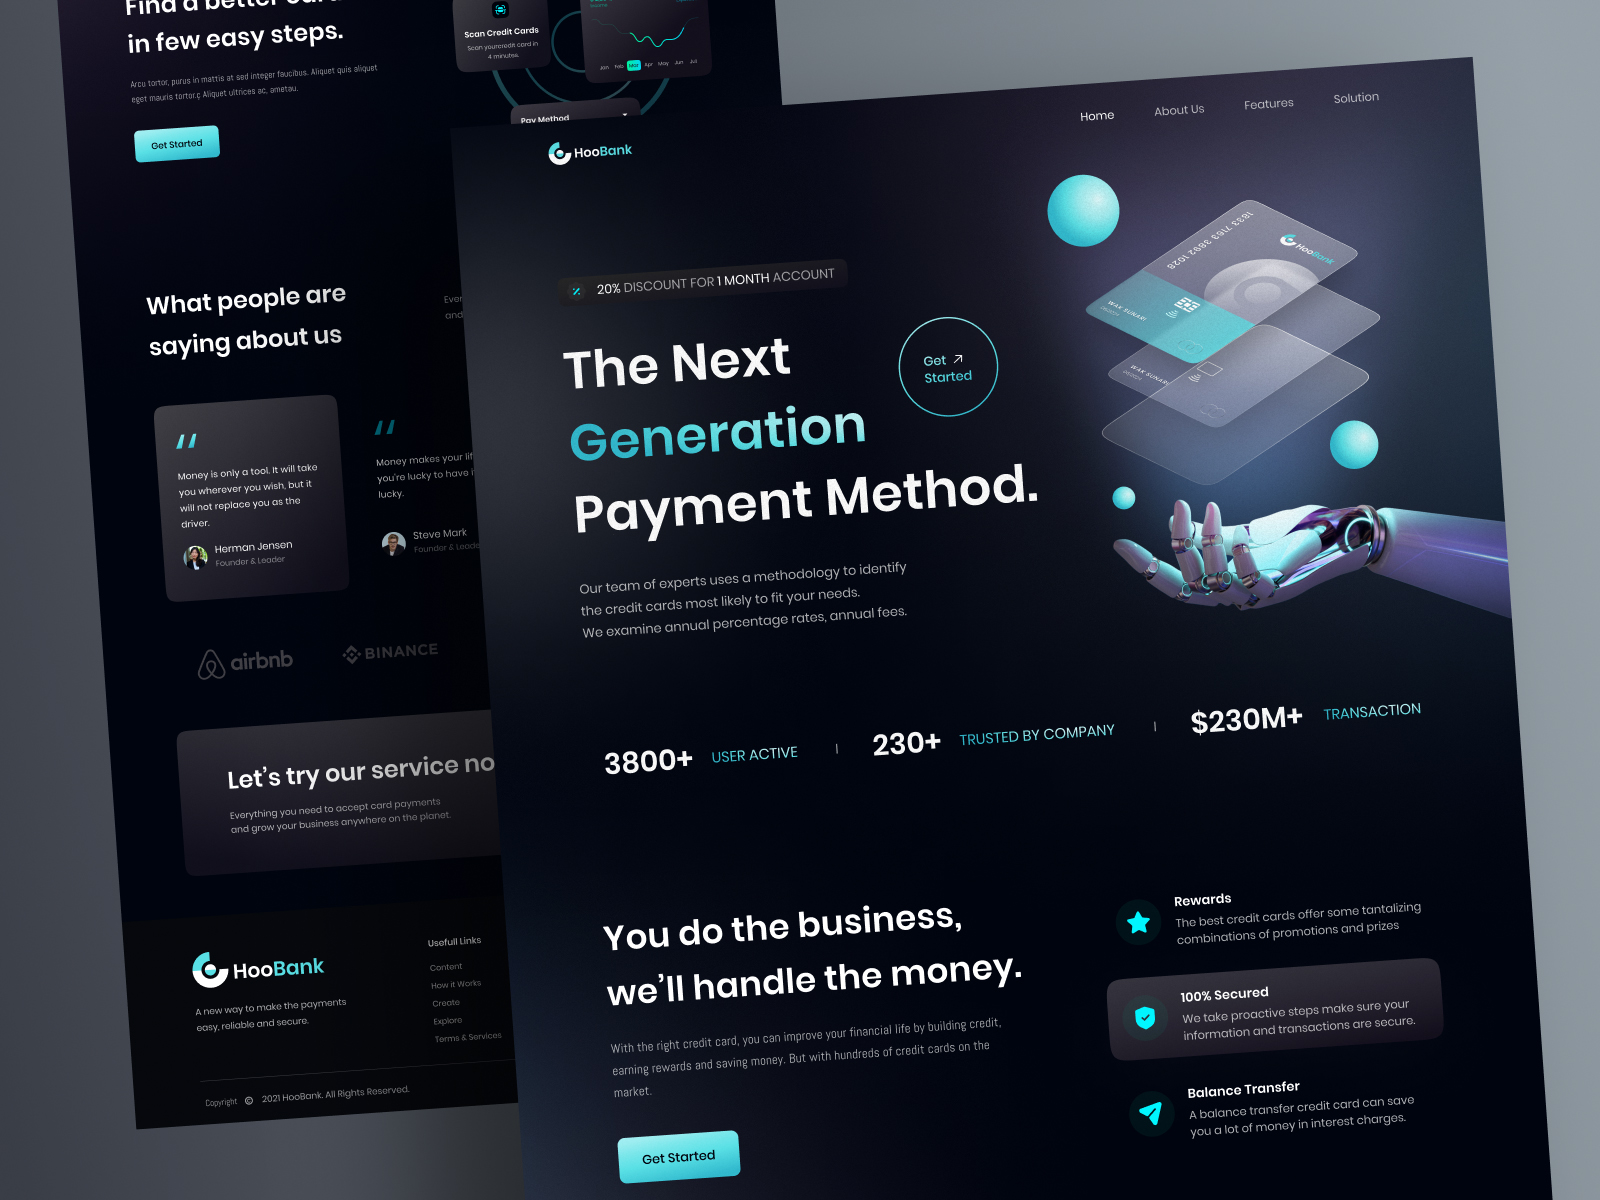 Find a better
in few easy steps.
Arcu tortor, purus in mattis at sed integer faucibus. Aliquet quis aliquet
eget mauris tortor.ç Aliquet ultrices ac, ametau.
Get Started
Scan Credit Cards
Scan yourcredit card in
4 minutes.
Jan Feb Mar Apr May Jun Jul
Pay Method
What people are
saying about us
Money is only a tool. It will take
you wherever you wish, but it
will not replace you as the
driver.
Herman Jensen
Founder & Leader
Money makes your
you're lucky to have
lucky.
Steve Mark
Founder &
airbnb
BINANCE
Let's try our service
Everything you need to accept card payments
and grow your business anywhere on the planet.
HooBank
A new way to make the payments
easy, reliable and secure.
Usefull Links
Content
How it Works
Create
Explore
Terms & Services
Copyright © 2021 HooBank. All Rights Reserved.
HooBank
Home About Us Features Solution
20% DISCOUNT FOR 1 MONTH ACCOUNT
The Next
Generation
Payment Method.
Get
Started
Our team of experts uses a methodology to identify
the credit cards most likely to fit your needs.
We examine annual percentage rates, annual fees.
1833 7163 3892 1028
HooBank
WAK SUNARI
WAK SUNARI
3800+ USER ACTIVE
230+ TRUSTED BY COMPANY
$230M+ TRANSACTION
You do the business,
we'll handle the money.
With the right credit card, you can improve your financial life by building credit,
earning rewards and saving money. But with hundreds of credit cards on the
market.
Get Started
Rewards
The best credit cards offer some tantalizing
combinations of promotions and prizes
100% Secured
We take proactive steps make sure your
information and transactions are secure.
Balance Transfer
A balance transfer credit card can save
you a lot of money in interest charges.